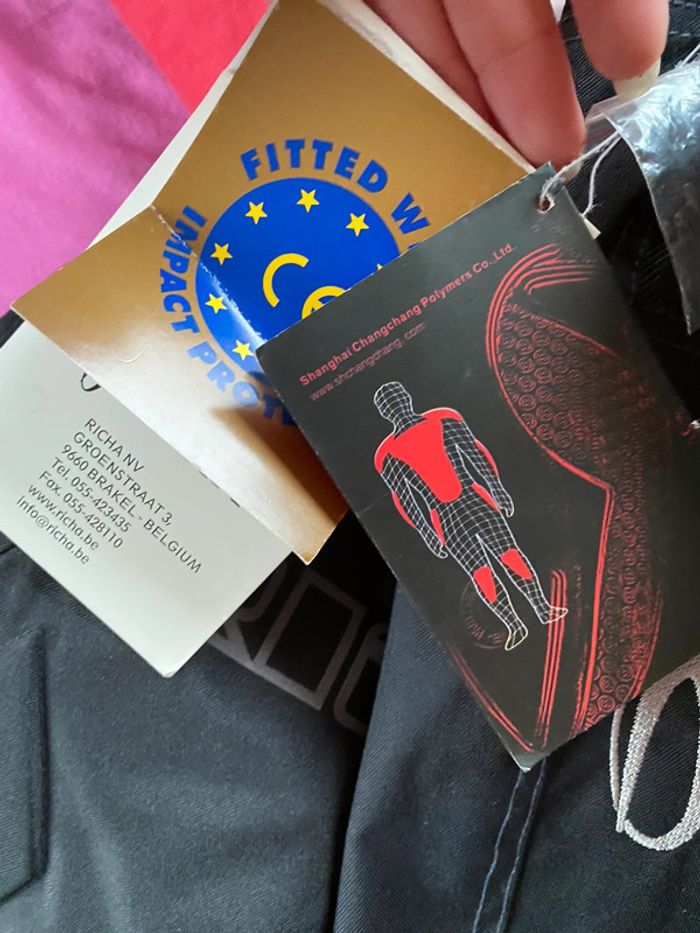 FITTED
IMPACT
CE
Shanghai Changchang Polymers Co.,Ltd.
www.shchangchang. com
RICHA NV
GROENSTRAAT 3,
9660 BRAKEL - BELGIUM
Tel. 055-423435
Fax. 055-428110
www.richa.be
info@richa.be